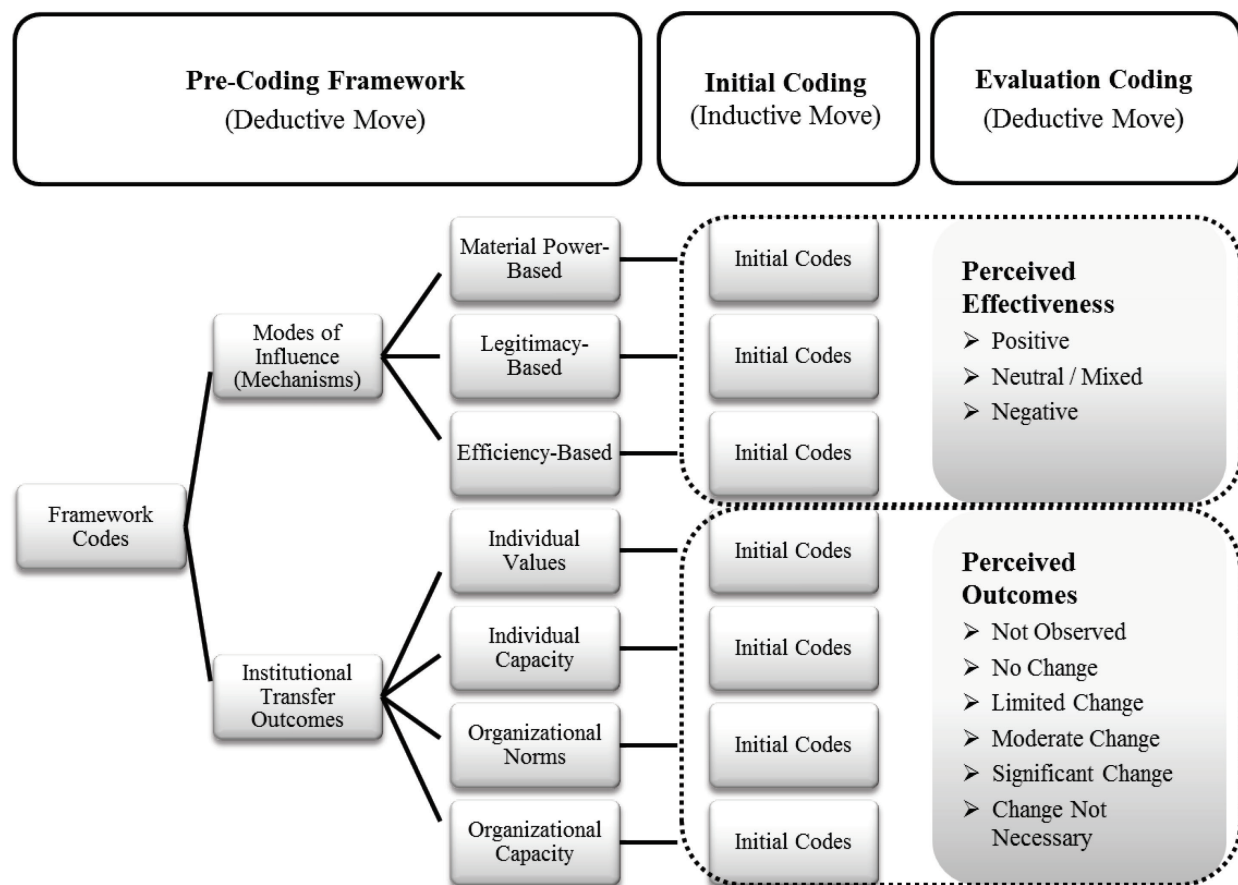 Pre-Coding Framework
(Deductive Move)
Initial Coding
(Inductive Move)
Evaluation Coding
(Deductive Move)
Framework
Codes
Modes of
Influence
(Mechanisms)
Institutional
Transfer
Outcomes
Material Power-
Based
Legitimacy-
Based
Efficiency-Based
Individual
Values
Individual
Capacity
Organizational
Norms
Organizational
Capacity
Initial Codes
Initial Codes
Initial Codes
Initial Codes
Initial Codes
Initial Codes
Initial Codes
Perceived
Effectiveness
➢ Positive
➢ Neutral / Mixed
➢ Negative
Perceived
Outcomes
➢ Not Observed
➢ No Change
➢ Limited Change
➢ Moderate Change
➢ Significant Change
➢ Change Not
Necessary